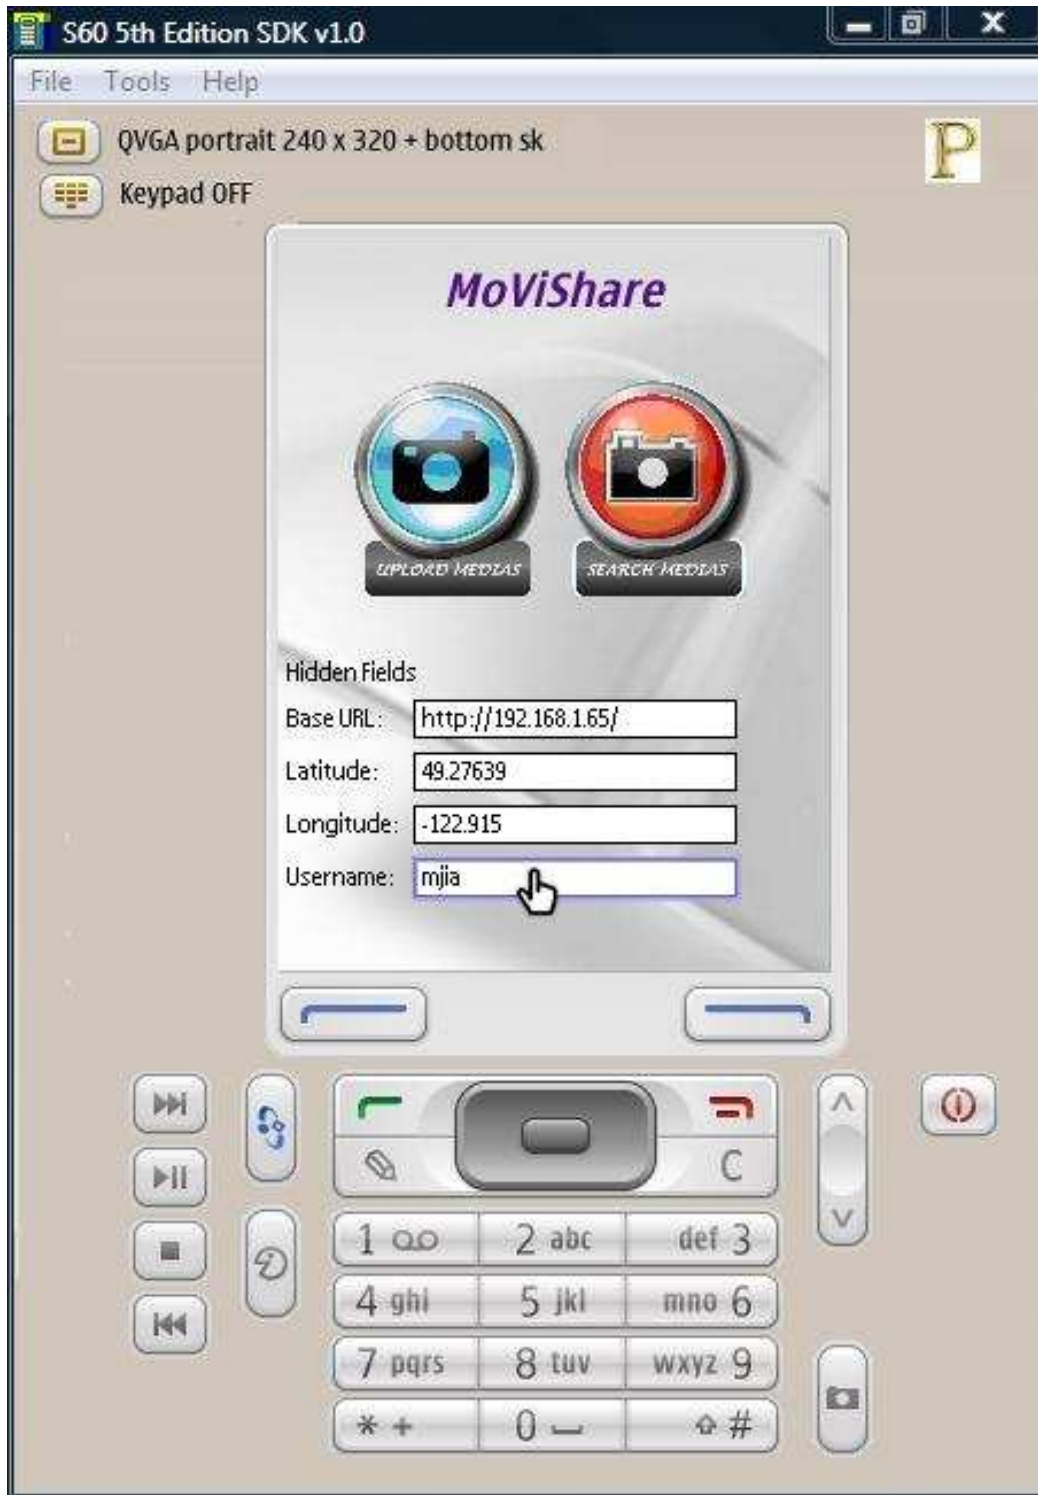 S60 5th Edition SDK v1.0
File Tools Help
QVGA portrait 240 x 320 + bottom sk
P
Keypad OFF
MoViShare
UPLOAD MEDIAS
SEARCH MEDIAS
Hidden Fields
Base URL: http://192.168.1.65/
Latitude: 49.27639
Longitude: -122.915
Username: mjia
C
1 2 abc def 3
4 ghi 5 jkl mno 6
7 pqrs 8 tuv wxyz 9
* + 0 #